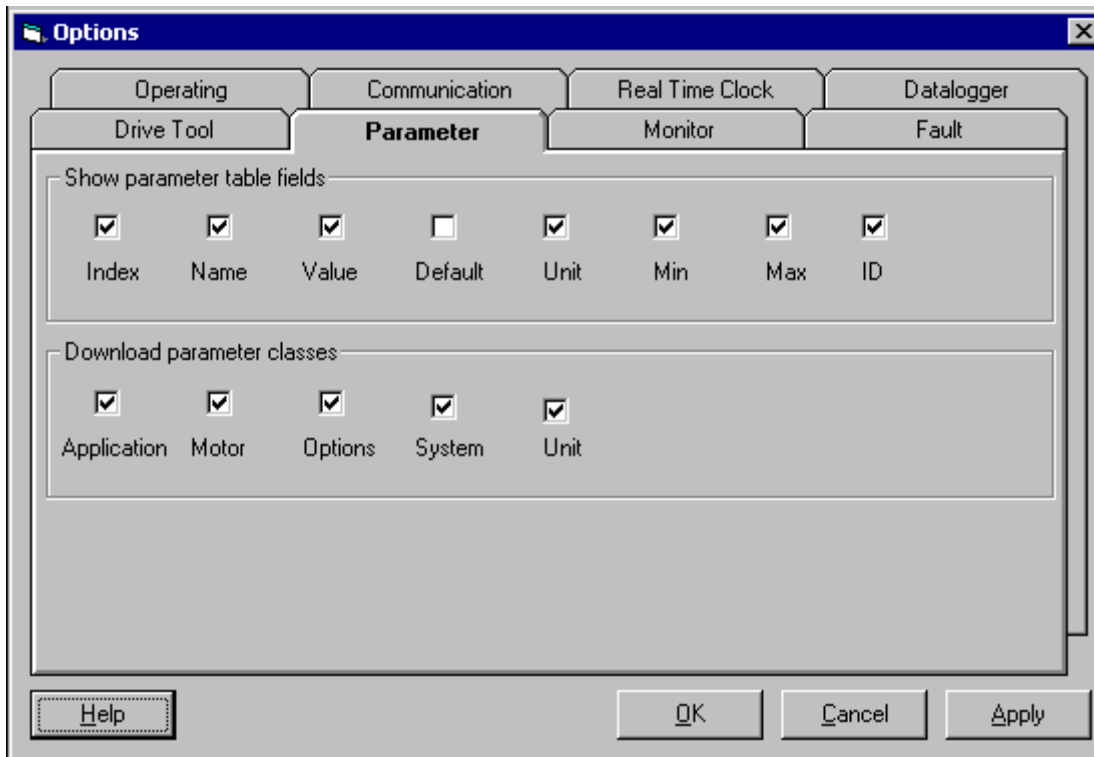 Options
Operating Communication Real Time Clock Datalogger
Drive Tool Parameter Monitor Fault
Show parameter table fields
Index Name Value Default Unit Min Max ID
Download parameter classes
Application Motor Options System Unit
Help OK Cancel Apply